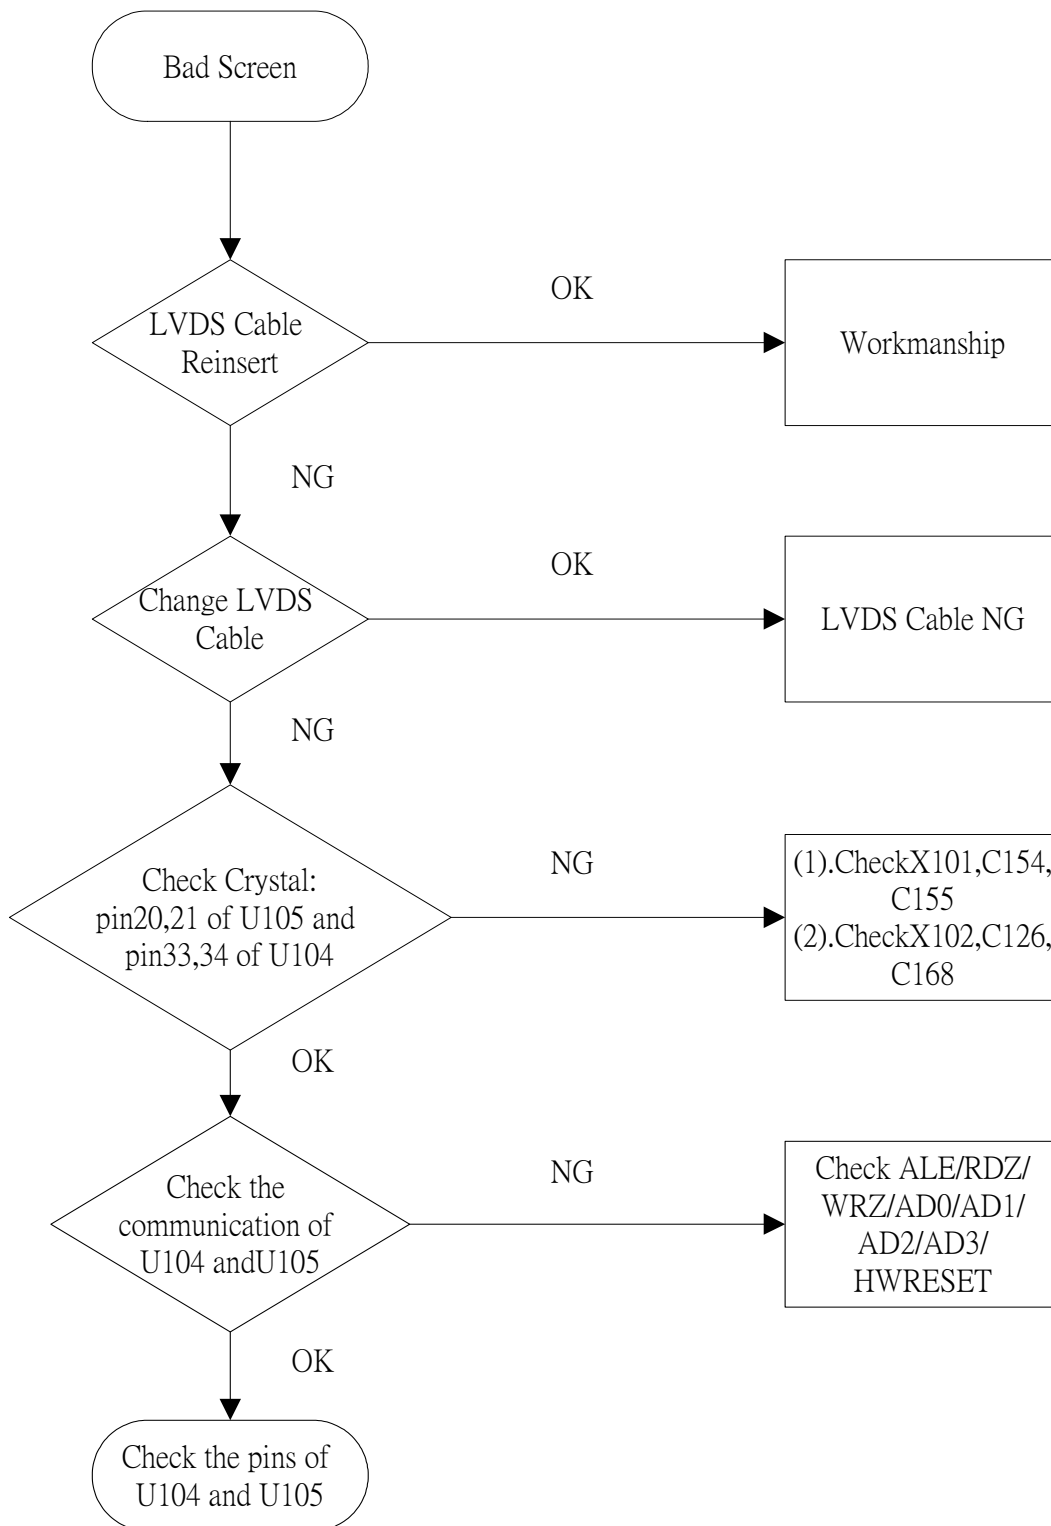 Bad Screen
OK
LVDS Cable
Reinsert
Workmanship
NG
OK
Change LVDS
Cable
LVDS Cable NG
NG
Check Crystal:
pin20,21 of U105 and
pin33,34 of U104
NG
(1).CheckX101,C154,
C155
(2).CheckX102,C126,
C168
OK
Check the
communication of
U104 andU105
NG
Check ALE/RDZ/
WRZ/AD0/AD1/
AD2/AD3/
HWRESET
OK
Check the pins of
U104 and U105